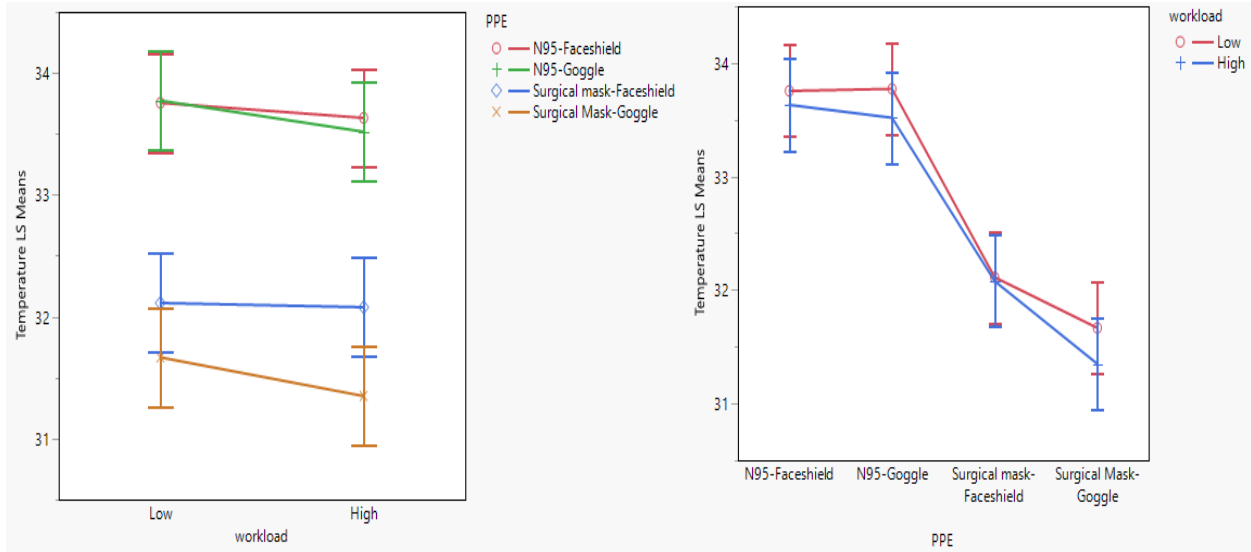 PPE
N95-Faceshield
N95-Goggle
Surgical mask-Faceshield
Surgical Mask-Goggle
Temperature LS Means
34
33
32
31
Low
High
workload
workload
Low
High
Temperature LS Means
34
33
32
31
N95-Faceshield
N95-Goggle
Surgical mask-
Faceshield
Surgical Mask-
Goggle
PPE